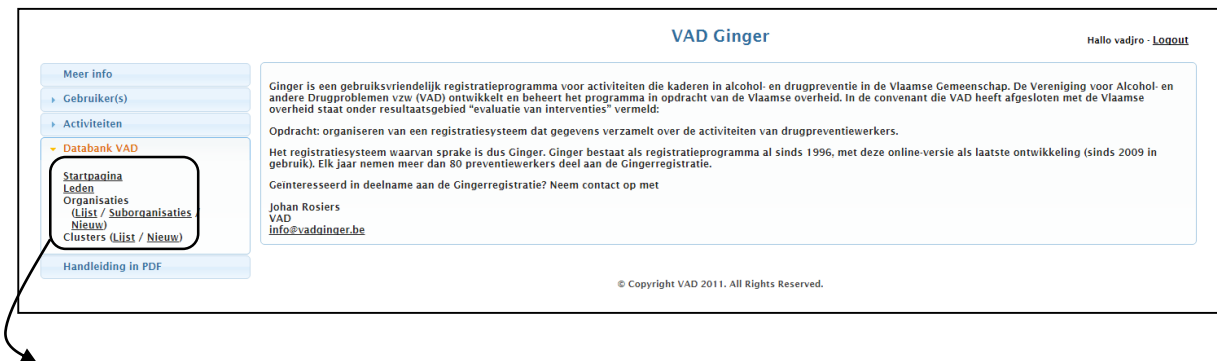 VAD Ginger
Hallo vadjro - Logout
Meer info
Gebruiker(s)
Activiteiten
Databank VAD
Startpagina
Leden
Organisaties
(Lijst / Suborganisaties /
Nieuw)
Clusters (Lijst / Nieuw)
Handleiding in PDF
Ginger is een gebruiksvriendelijk registratieprogramma voor activiteiten die kaderen in alcohol- en drugpreventie in de Vlaamse Gemeenschap. De Vereniging voor Alcohol- en
andere Drugproblemen vzw (VAD) ontwikkelt en beheert het programma in opdracht van de Vlaamse overheid. In de convenant die VAD heeft afgesloten met de Vlaamse
overheid staat onder resultaatsgebied “evaluatie van interventies” vermeld:
Opdracht: organiseren van een registratiesysteem dat gegevens verzamelt over de activiteiten van drugpreventiewerkers.
Het registratiesysteem waarvan sprake is dus Ginger. Ginger bestaat als registratieprogramma al sinds 1996, met deze online-versie als laatste ontwikkeling (sinds 2009 in
gebruik). Elk jaar nemen meer dan 80 preventiewerkers deel aan de Gingerregistratie.
Geïnteresseerd in deelname aan de Gingerregistratie? Neem contact op met
Johan Rosiers
VAD
info@vadginger.be
© Copyright VAD 2011. All Rights Reserved.